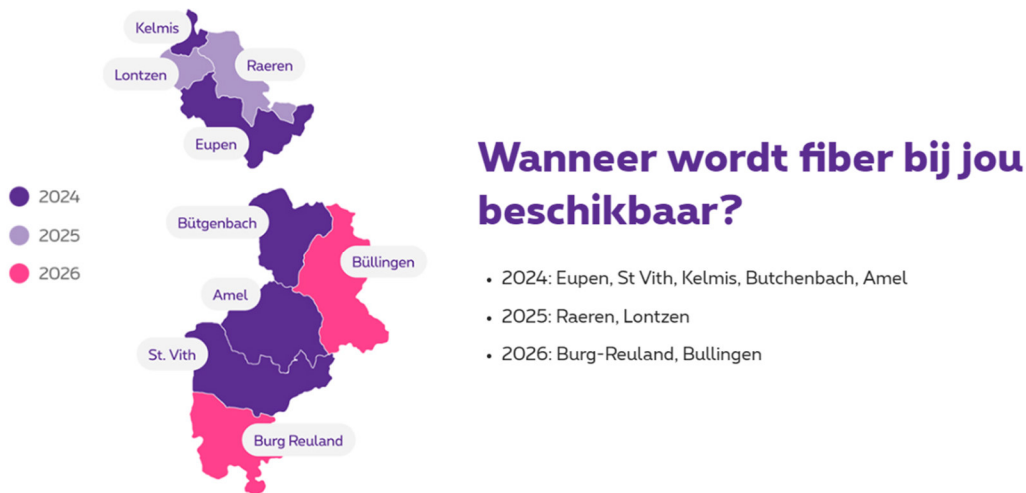 Kelmis
Raeren
Lontzen
Eupen
2024
2025
2026
Bütgenbach
Büllingen
Amel
St. Vith
Burg Reuland
Wanneer wordt fiber bij jou
beschikbaar?
• 2024: Eupen, St Vith, Kelmis, Butchenbach, Amel
• 2025: Raeren, Lontzen
• 2026: Burg-Reuland, Bullingen